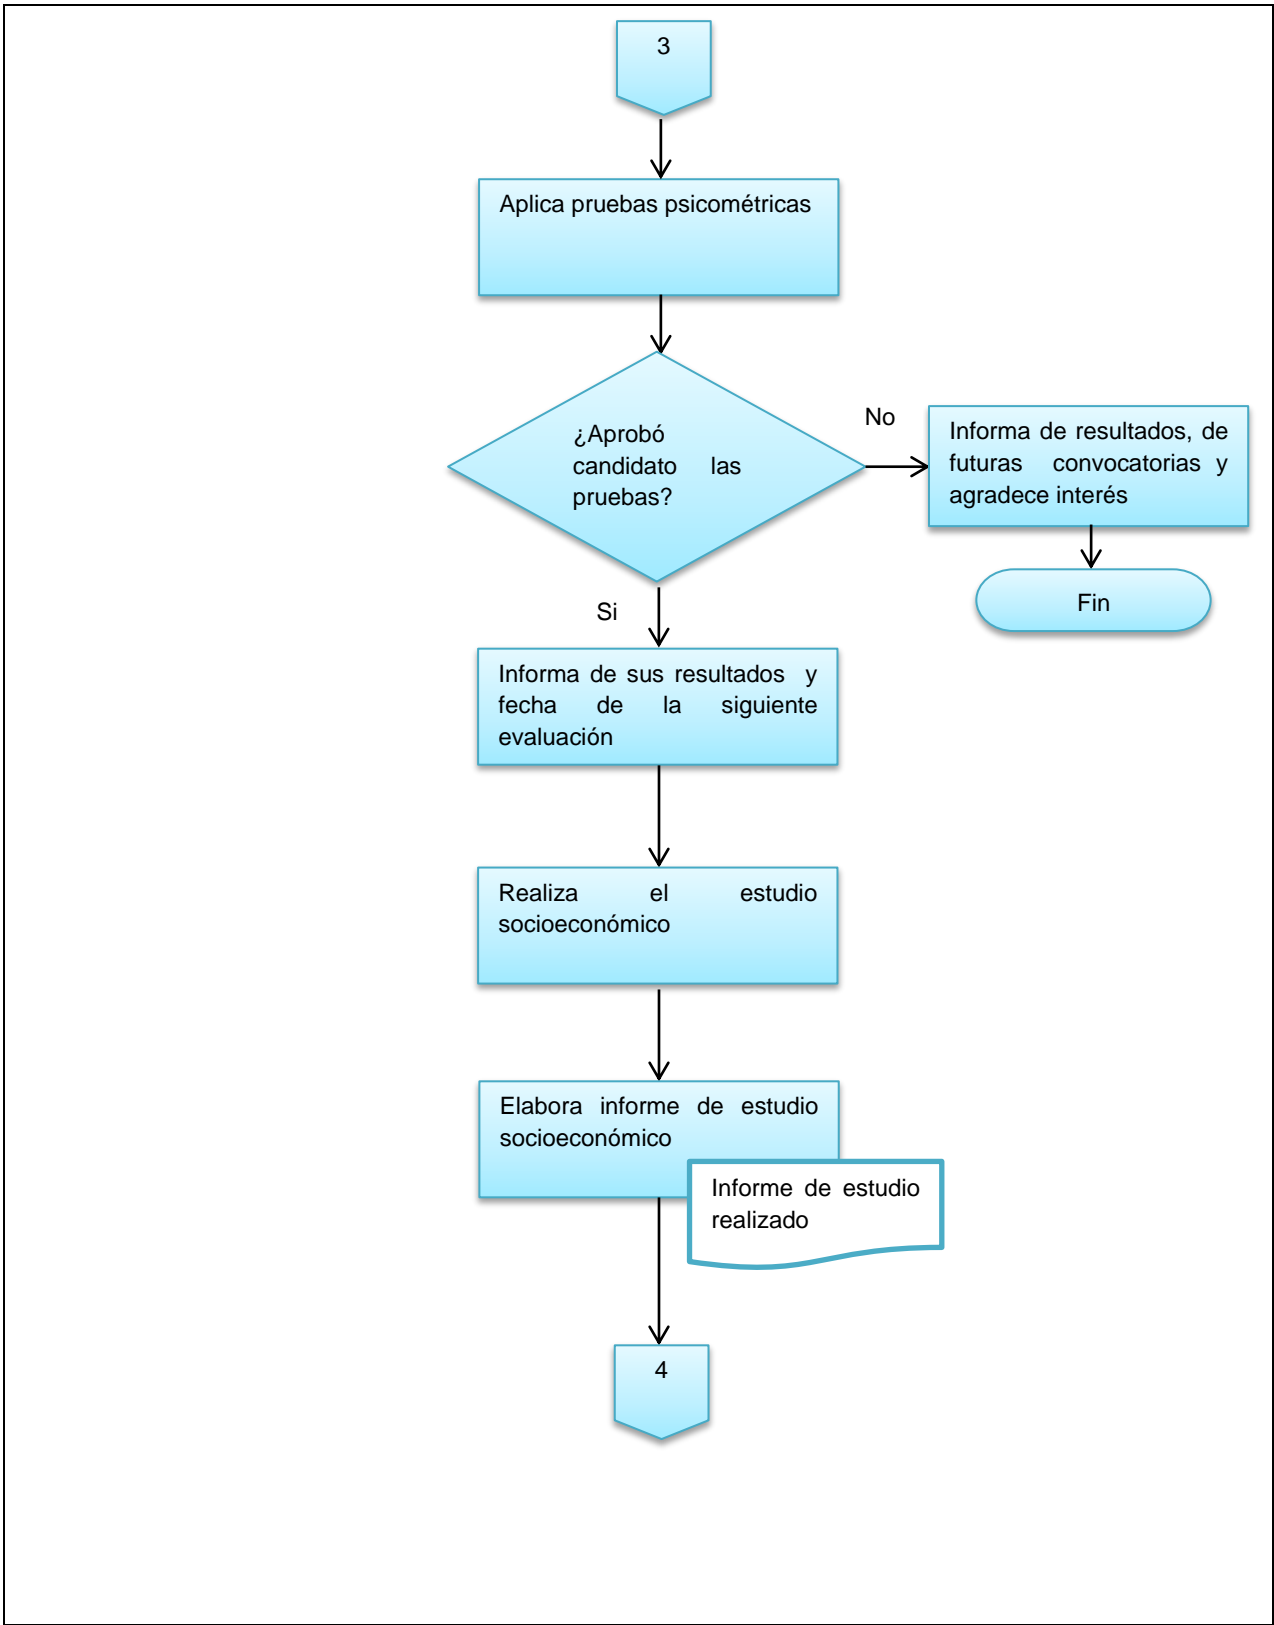 3
Aplica pruebas psicométricas
¿Aprobó
candidato las
pruebas?
No
Informa de resultados, de
futuras convocatorias y
agradece interés
Fin
Si
Informa de sus resultados y
fecha de la siguiente
evaluación
Realiza el estudio
socioeconómico
Elabora informe de estudio
socioeconómico
Informe de estudio
realizado
4